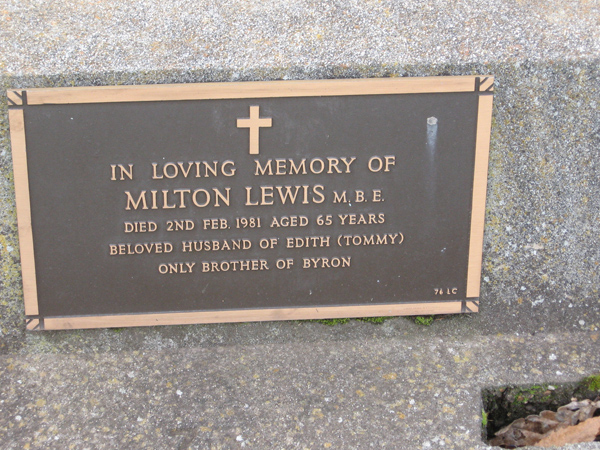 IN LOVING MEMORY OF
MILTON LEWIS M.B.E.
DIED 2ND FEB. 1981 AGED 65 YEARS
BELOVED HUSBAND OF EDITH (TOMMY)
ONLY BROTHER OF BYRON
76 LC